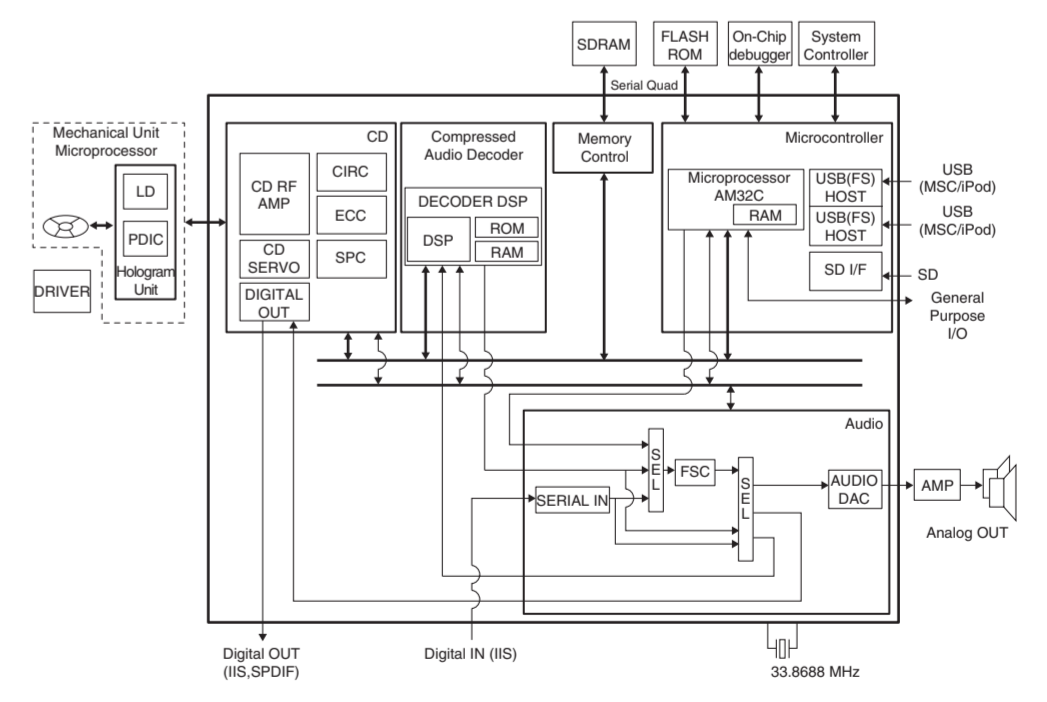 SDRAM
FLASH
ROM
On-Chip
debugger
System
Controller
Serial Quad
Mechanical Unit
Microprocessor
LD
PDIC
Hologram
Unit
DRIVER
CD
CD RF
AMP
CIRC
ECC
CD
SERVO
SPC
DIGITAL
OUT
Compressed
Audio Decoder
DECODER DSP
DSP
ROM
RAM
Memory
Control
Microcontroller
Microprocessor
AM32C
RAM
USB(FS)
HOST
USB(FS)
HOST
SD I/F
USB
(MSC/iPod)
USB
(MSC/iPod)
SD
General
Purpose
I/O
Audio
S
E
L
FSC
S
E
L
SERIAL IN
AUDIO
DAC
AMP
Analog OUT
Digital OUT
(IIS,SPDIF)
Digital IN (IIS)
33.8688 MHz